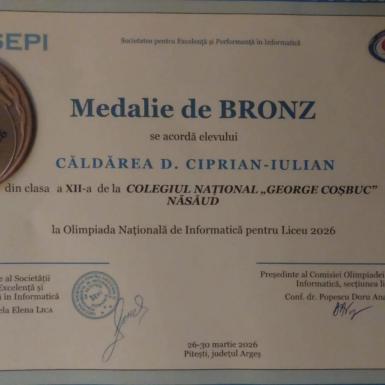 SEPI
Societatea pentru Excelență și Performanță în Informatică
Medalie de BRONZ
se acordă elevului
CĂLDĂREA D. CIPRIAN-IULIAN
din clasa a XII-a de la COLEGIUL NAȚIONAL „GEORGE COȘBUC”
NĂSĂUD
la Olimpiada Națională de Informatică pentru Liceu 2026
e al Societății
Excelență și
ă în Informatică
ela Elena LICA
Președinte al Comisiei Olimpiadei
Informatică, secțiunea li
Conf. dr. Popescu Doru Ana
26-30 martie 2026
Pitești, județul Argeș